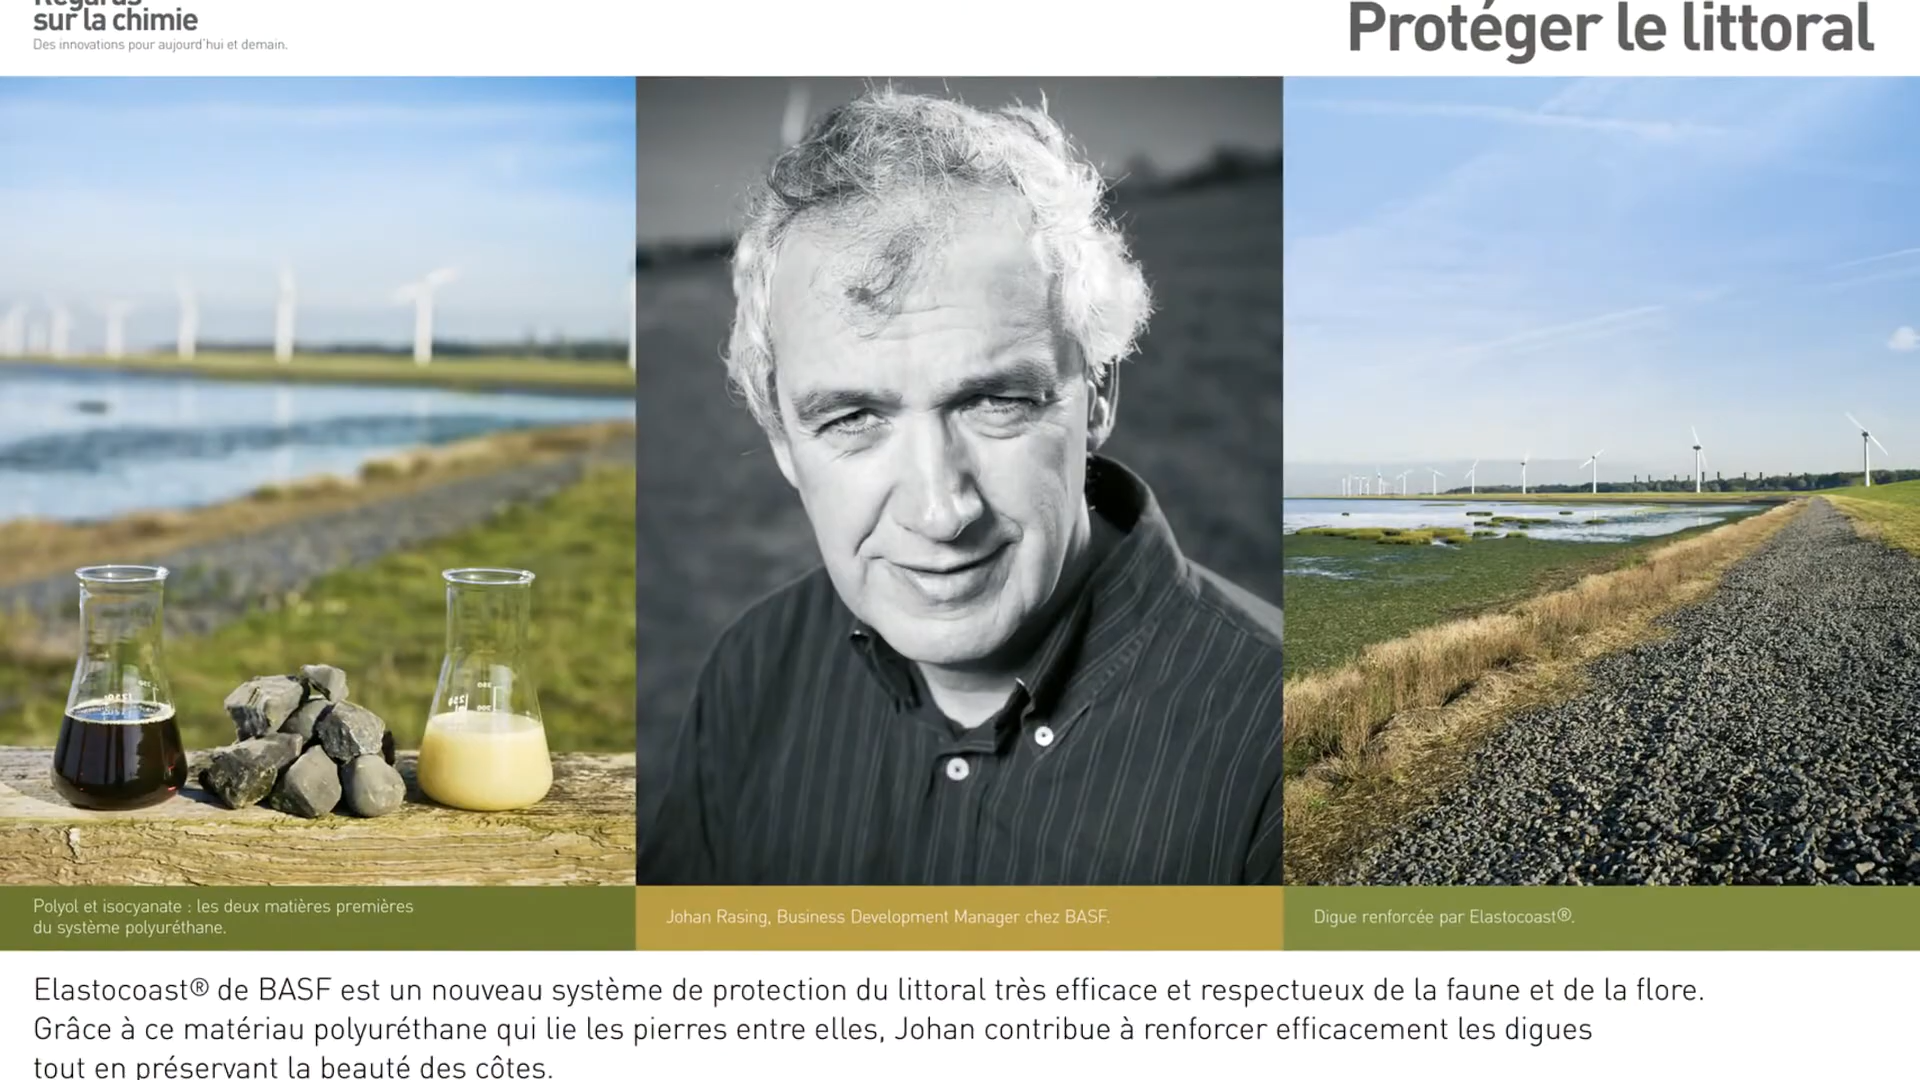 Regards
sur la chimie
Des innovations pour aujourd'hui et demain.
Protéger le littoral
Polyol et isocyanate : les deux matières premières
du système polyuréthane.
Johan Rasing, Business Development Manager chez BASF.
Digue renforcée par Elastocoast®.
Elastocoast® de BASF est un nouveau système de protection du littoral très efficace et respectueux de la faune et de la flore.
Grâce à ce matériau polyuréthane qui lie les pierres entre elles, Johan contribue à renforcer efficacement les digues
tout en préservant la beauté des côtes.